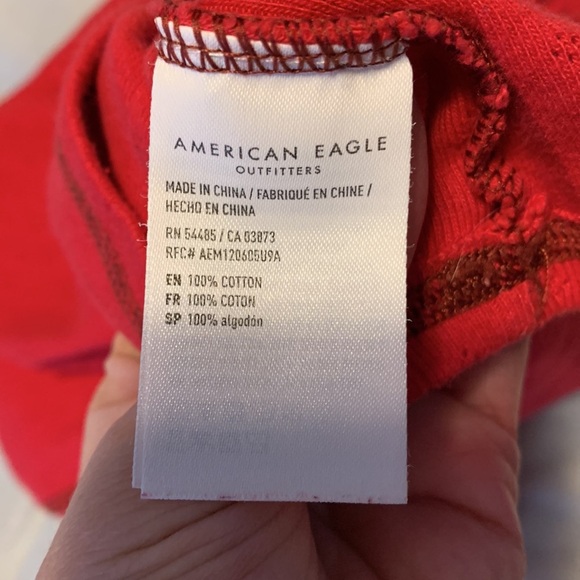 AMERICAN EAGLE
OUTFITTERS
MADE IN CHINA / FABRIQUÉ EN CHINE /
HECHO EN CHINA
RN 54485 / CA 03873
RFC# AEM120605U9A
EN 100% COTTON
FR 100% COTON
SP 100% algodón